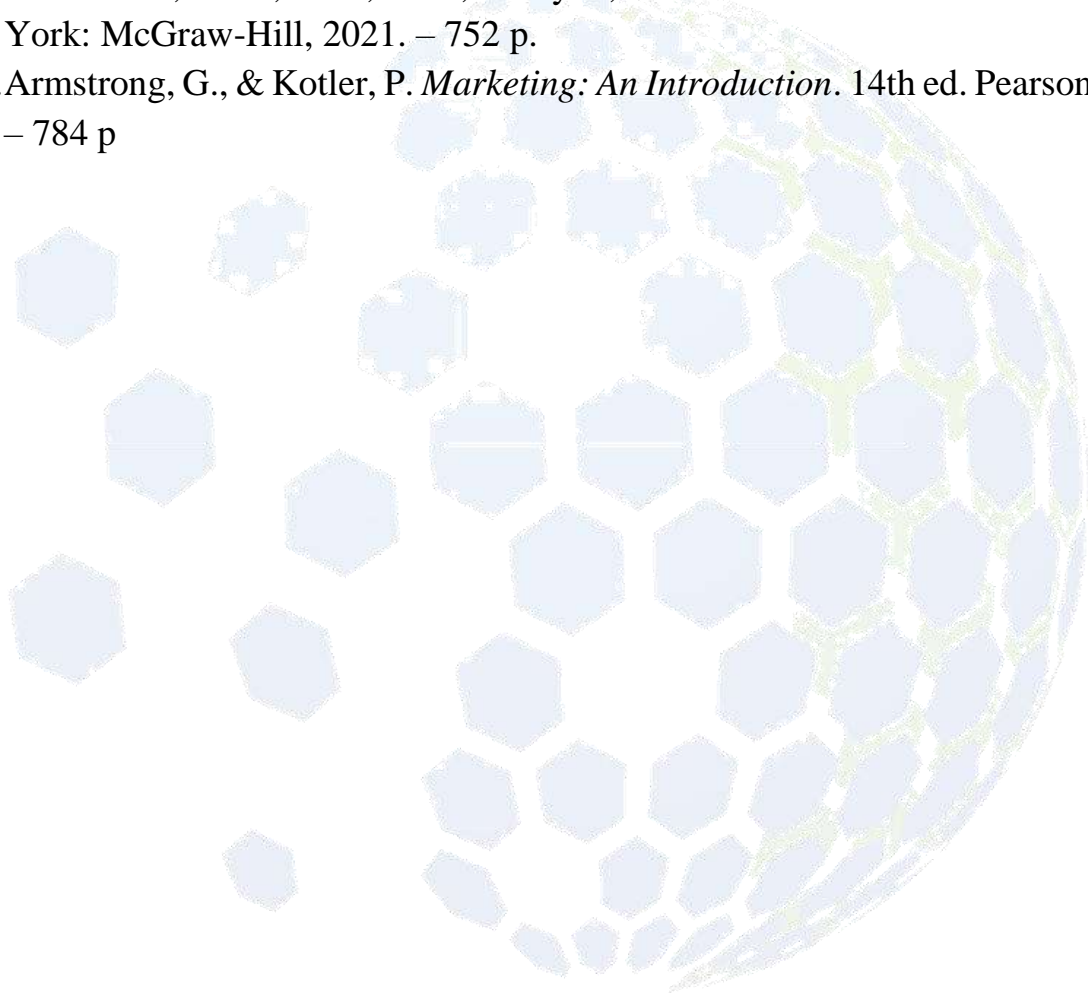 York: McGraw-Hill, 2021. – 752 p.
Armstrong, G., & Kotler, P. Marketing: An Introduction. 14th ed. Pearson
– 784 p